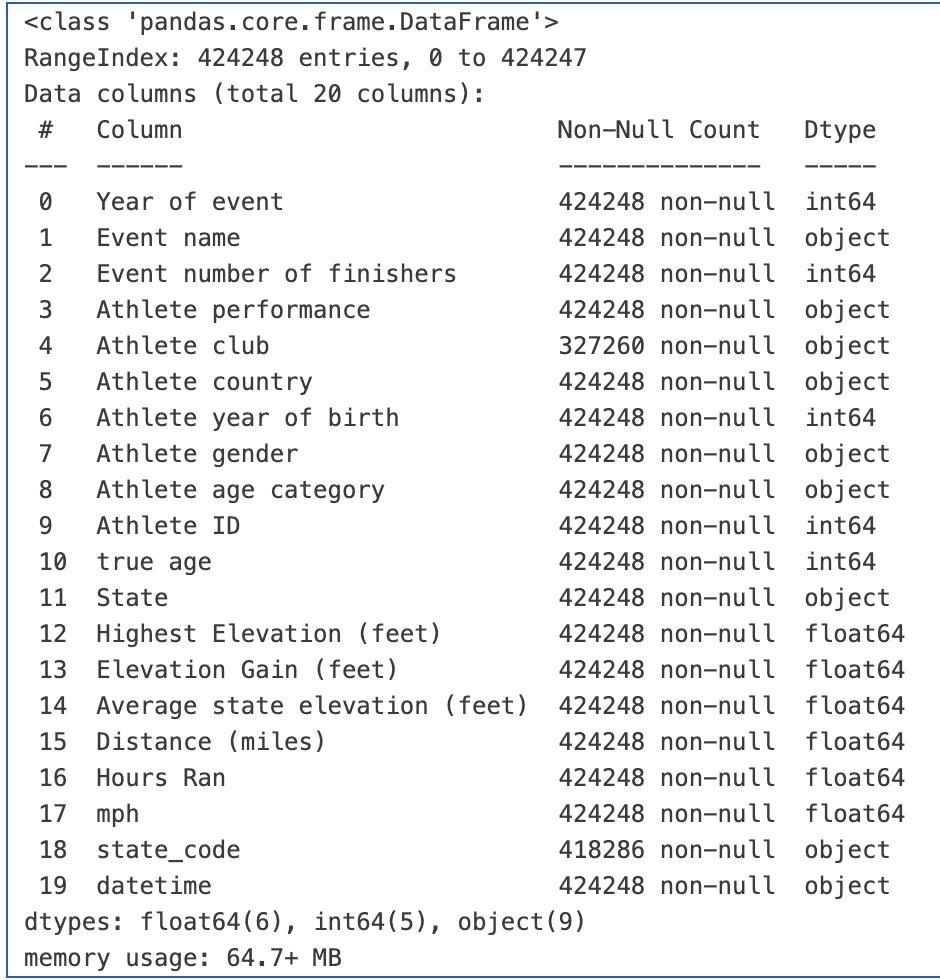 <class 'pandas.core.frame.DataFrame'>
RangeIndex: 424248 entries, 0 to 424247
Data columns (total 20 columns):
 #   Column                          Non-Null Count   Dtype
---  ------                          --------------   -----
 0   Year of event                   424248 non-null  int64
 1   Event name                      424248 non-null  object
 2   Event number of finishers       424248 non-null  int64
 3   Athlete performance             424248 non-null  object
 4   Athlete club                    327260 non-null  object
 5   Athlete country                 424248 non-null  object
 6   Athlete year of birth           424248 non-null  int64
 7   Athlete gender                  424248 non-null  object
 8   Athlete age category            424248 non-null  object
 9   Athlete ID                      424248 non-null  int64
 10  true age                        424248 non-null  int64
 11  State                           424248 non-null  object
 12  Highest Elevation (feet)        424248 non-null  float64
 13  Elevation Gain (feet)           424248 non-null  float64
 14  Average state elevation (feet)  424248 non-null  float64
 15  Distance (miles)                424248 non-null  float64
 16  Hours Ran                       424248 non-null  float64
 17  mph                             424248 non-null  float64
 18  state_code                      418286 non-null  object
 19  datetime                        424248 non-null  object
dtypes: float64(6), int64(5), object(9)
memory usage: 64.7+ MB